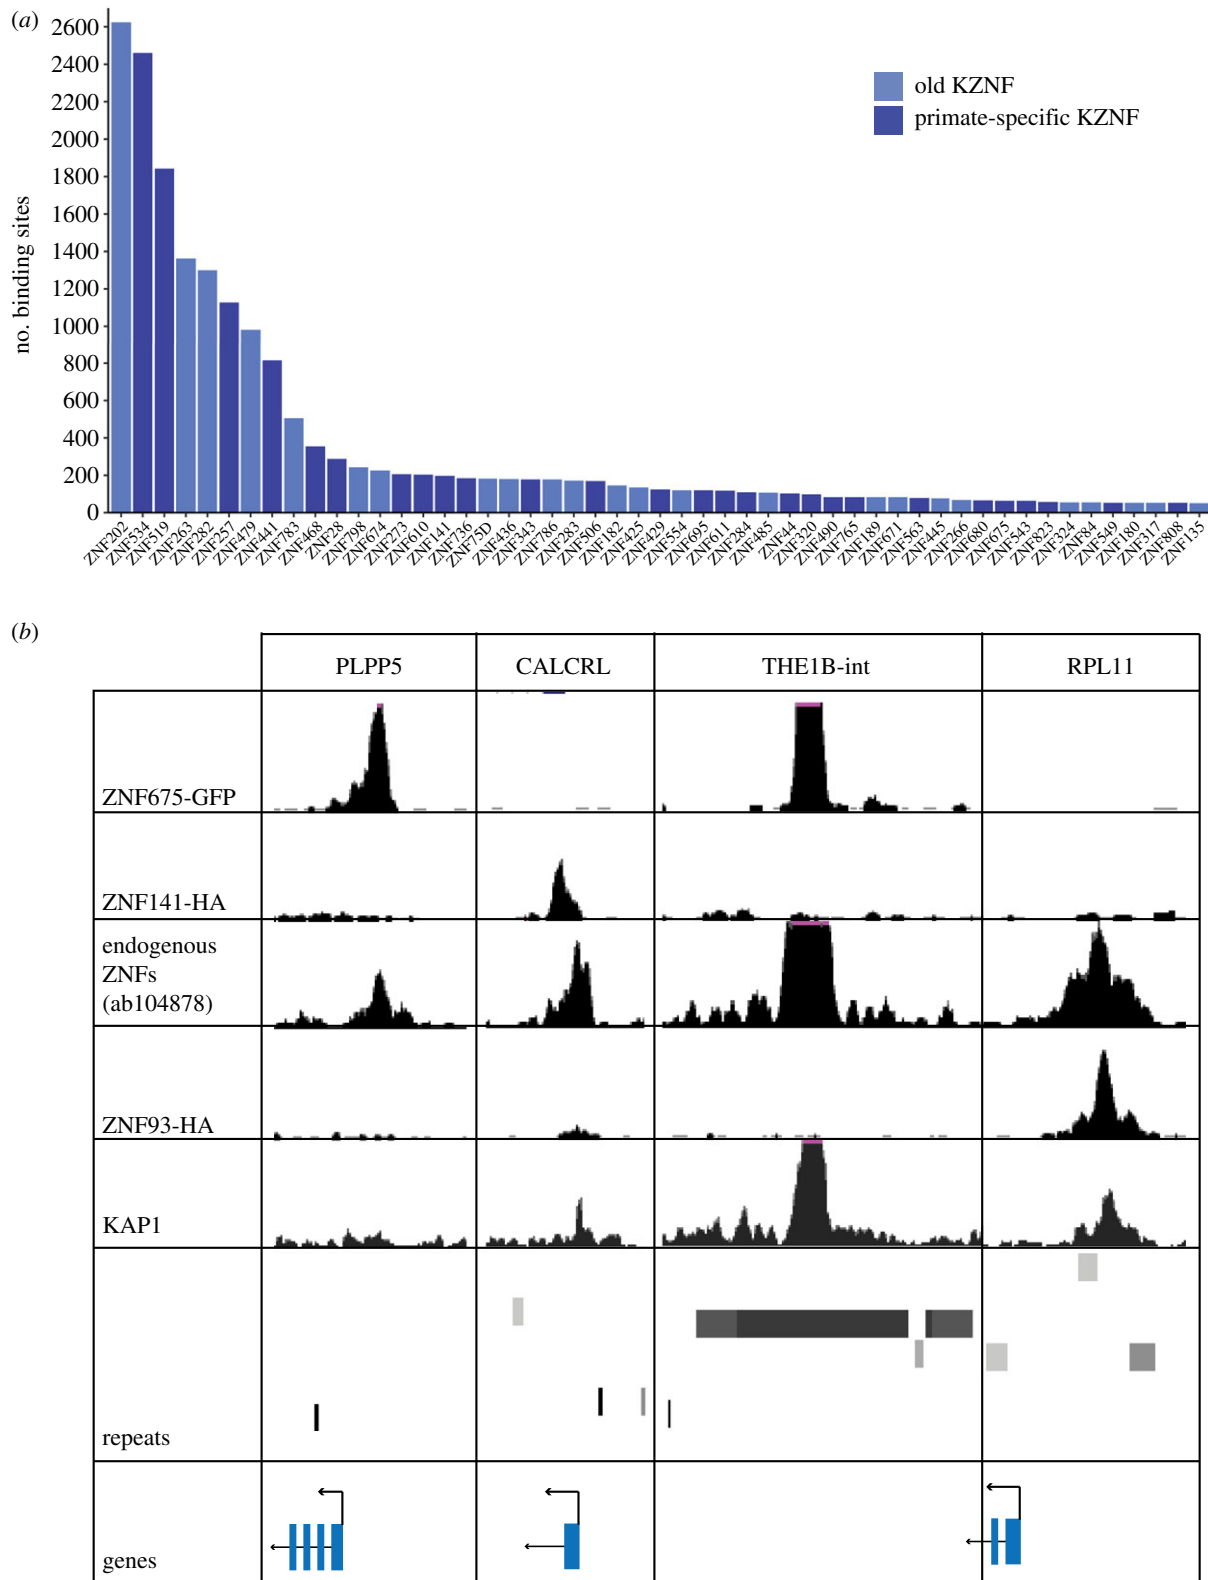 (a)
2600
2400
2200
2000
1800
1600
1400
1200
1000
800
600
400
200
0
no. binding sites
old KZNF
primate-specific KZNF
ZNF202
ZNF534
ZNF519
ZNF263
ZNF282
ZNF257
ZNF479
ZNF441
ZNF783
ZNF468
ZNF28
ZNF798
ZNF674
ZNF273
ZNF610
ZNF141
ZNF736
ZNF75D
ZNF436
ZNF343
ZNF786
ZNF283
ZNF506
ZNF182
ZNF425
ZNF429
ZNF554
ZNF695
ZNF611
ZNF284
ZNF485
ZNF444
ZNF320
ZNF490
ZNF765
ZNF189
ZNF671
ZNF563
ZNF445
ZNF266
ZNF680
ZNF675
ZNF543
ZNF823
ZNF324
ZNF84
ZNF549
ZNF180
ZNF317
ZNF808
ZNF135
(b)
PLPP5 CALCRL THE1B-int RPL11
ZNF675-GFP
ZNF141-HA
endogenous
ZNFs
(ab104878)
ZNF93-HA
KAP1
repeats
genes